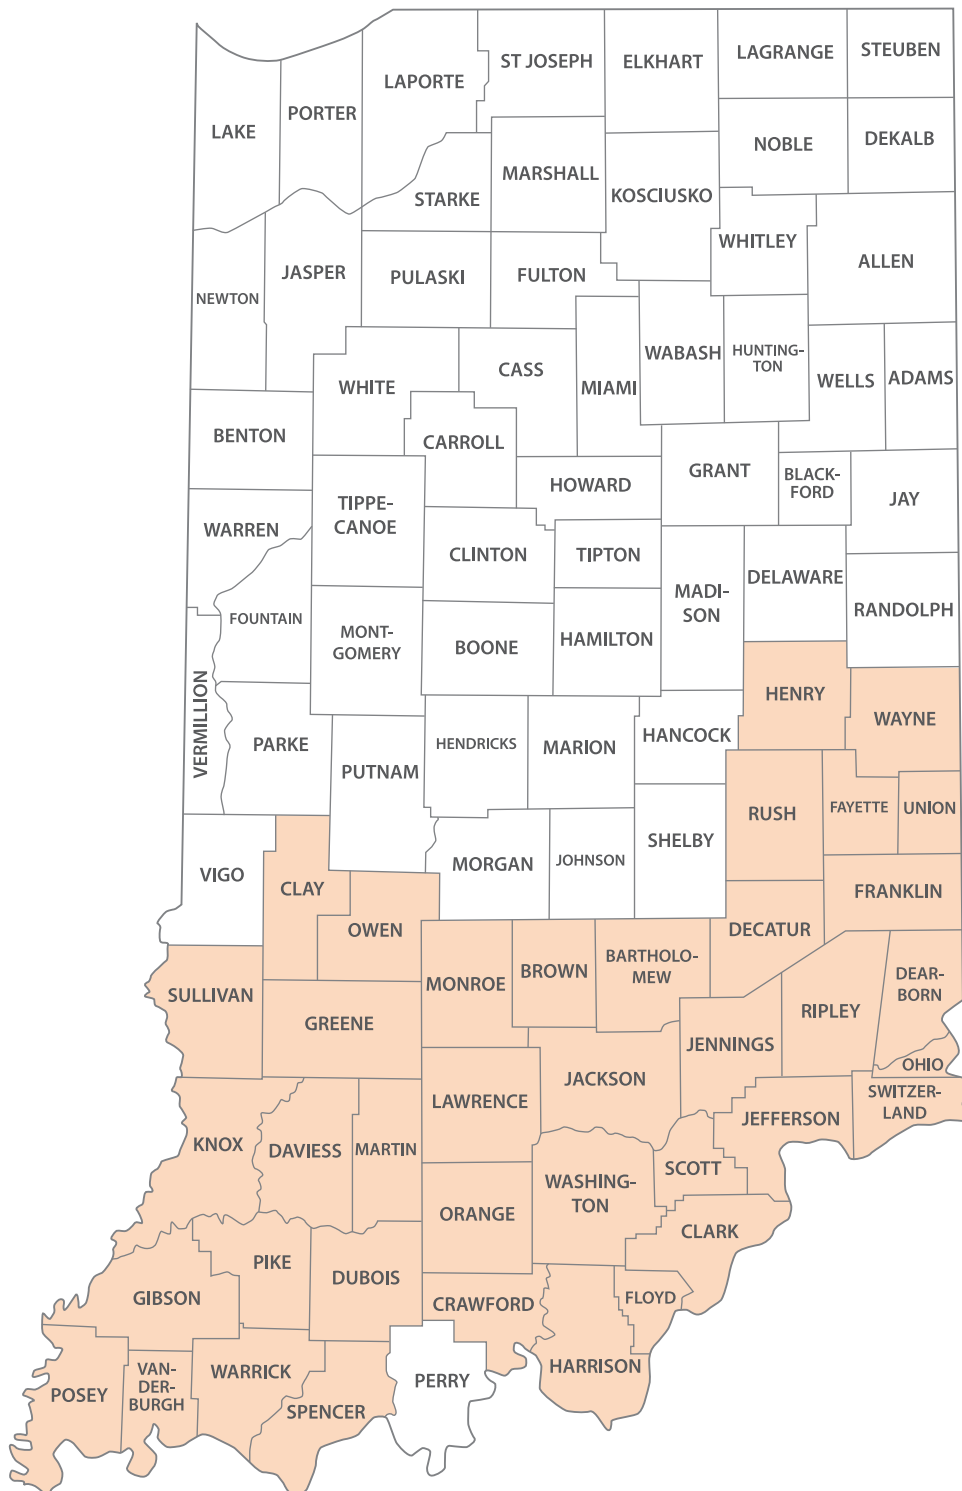 STEUBEN
LAGRANGE
ST JOSEPH
ELKHART
LAPORTE
PORTER
LAKE
DEKALB
NOBLE
MARSHALL
KOSCIUSKO
STARKE
WHITLEY
ALLEN
JASPER
PULASKI
FULTON
NEWTON
WABASH
HUNTING-
TON
CASS
WHITE
MIAMI
WELLS
ADAMS
BENTON
CARROLL
GRANT
BLACK-
FORD
HOWARD
JAY
TIPPE-
CANOE
WARREN
CLINTON
TIPTON
DELAWARE
MADI-
SON
RANDOLPH
FOUNTAIN
MONT-
GOMERY
BOONE
HAMILTON
HENRY
WAYNE
VERMILLION
PARKE
PUTNAM
HENDRICKS
MARION
HANCOCK
RUSH
FAYETTE
UNION
SHELBY
MORGAN
JOHNSON
VIGO
CLAY
FRANKLIN
OWEN
DECATUR
BARTHOLO-
MEW
BROWN
MONROE
DEAR-
BORN
SULLIVAN
GREENE
RIPLEY
JENNINGS
OHIO
JACKSON
LAWRENCE
SWITZER-
LAND
JEFFERSON
KNOX
DAVIESS
MARTIN
SCOTT
WASHING-
TON
ORANGE
CLARK
PIKE
DUBOIS
GIBSON
CRAWFORD
FLOYD
HARRISON
PERRY
WARRICK
VAN-
DER-
BURGH
POSEY
SPENCER